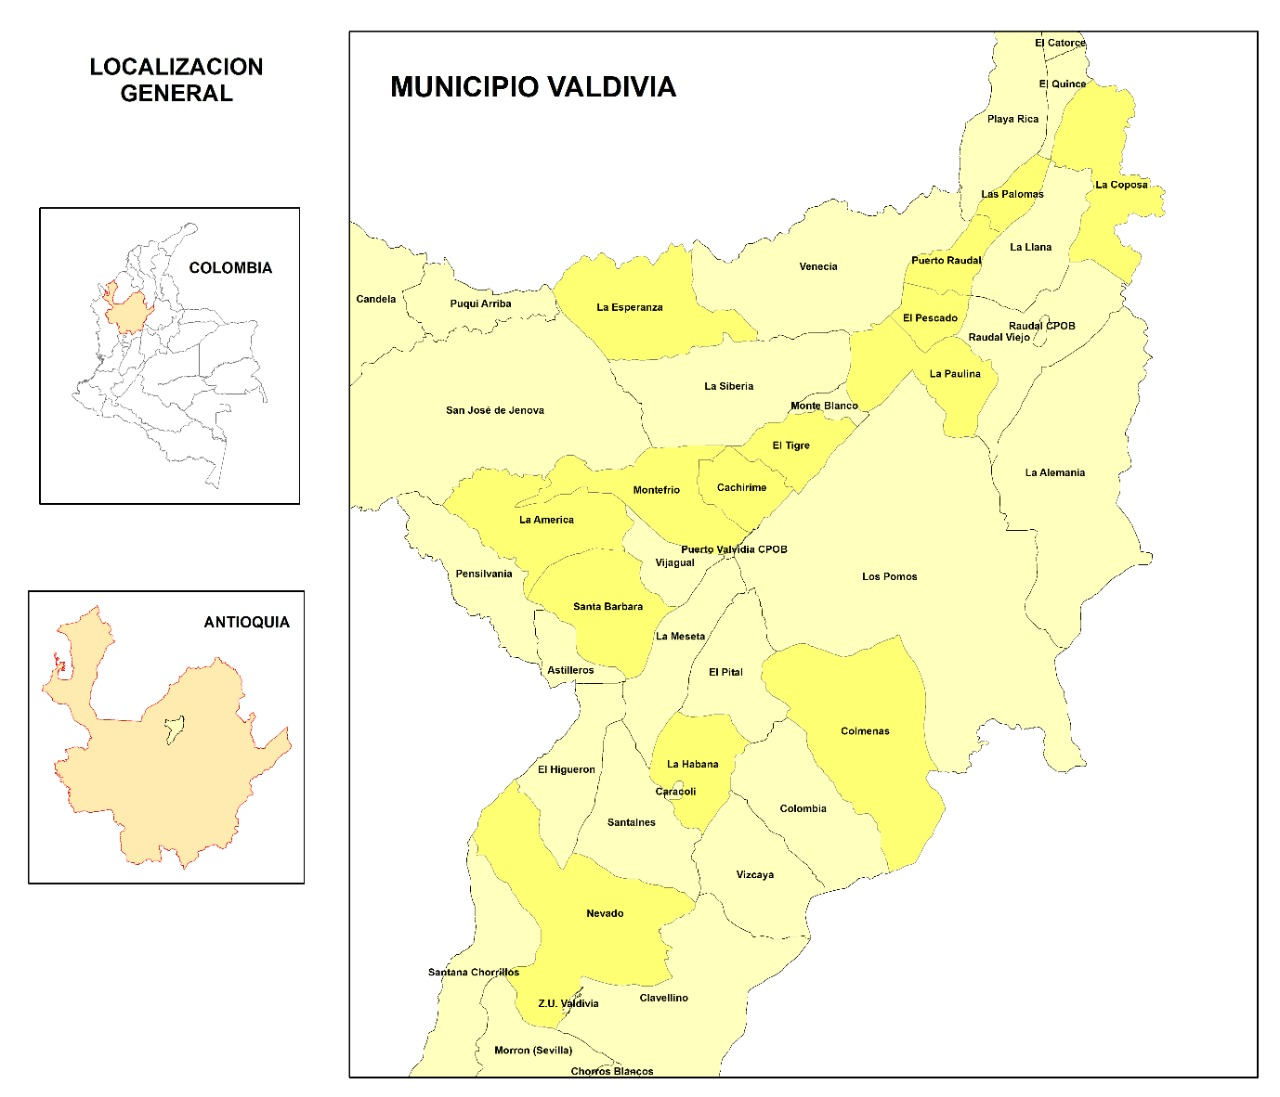 LOCALIZACION
GENERAL
MUNICIPIO VALDIVIA
COLOMBIA
ANTIOQUIA
El Catorce
El Quince
Playa Rica
La Coposa
Las Palomas
La Llana
Puerto Raudal
Venecia
Candela
Puqui Arriba
La Esperanza
El Pescado
Raudal CPOB
Raudal Viejo
La Paulina
La Siberia
Monte Blanco
San José de Jenova
El Tigre
La Alemania
Cachirime
Montefrio
La America
Puerto Valvidia CPOB
Vijagual
Pensilvania
Los Pomos
Santa Barbara
La Meseta
Astilleros
El Pital
Colmenas
La Habana
El Higueron
Caracoli
Colombia
Santaines
Vizcaya
Nevado
Santana Chorrillos
Clavellino
Z.U. Valdivia
Morron (Sevilla)
Chorros Blancos